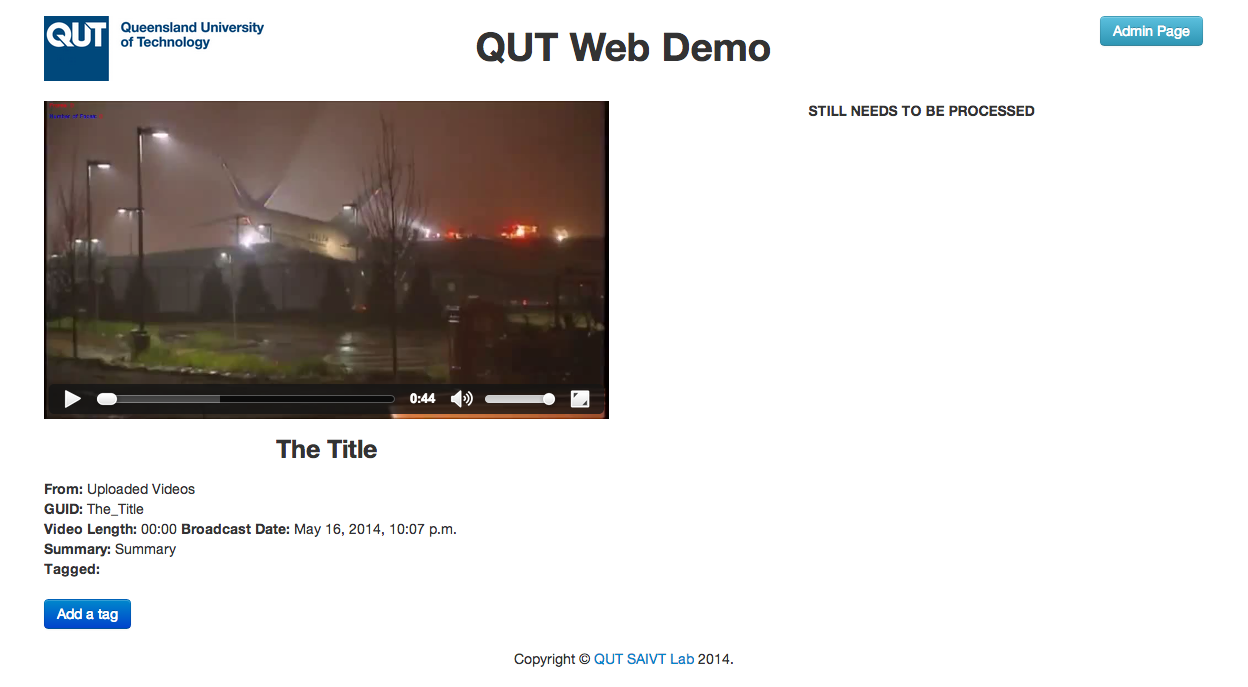 QUT
Queensland University
of Technology
QUT Web Demo
Admin Page
Number of Faces:
STILL NEEDS TO BE PROCESSED
0:44
The Title
From: Uploaded Videos
GUID: The_Title
Video Length: 00:00 Broadcast Date: May 16, 2014, 10:07 p.m.
Summary: Summary
Tagged:
Add a tag
Copyright © QUT SAIVT Lab 2014.